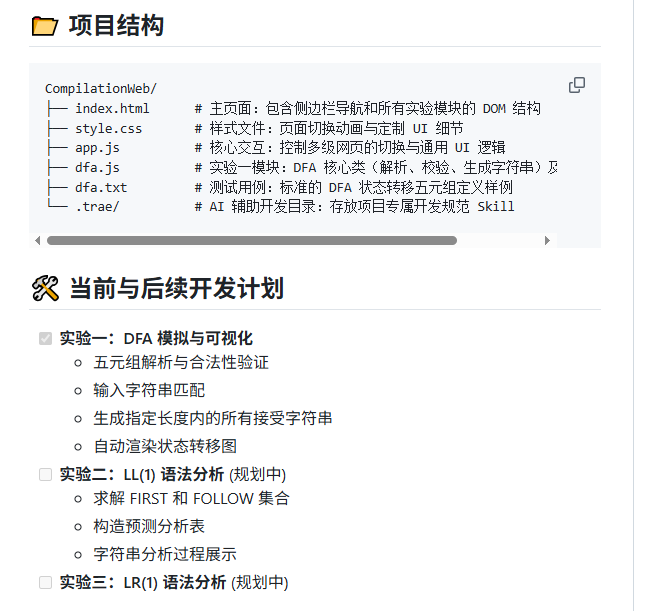 📂 项目结构
CompilationWeb/
├── index.html      # 主页面：包含侧边栏导航和所有实验模块的 DOM 结构
├── style.css       # 样式文件：页面切换动画与定制 UI 细节
├── app.js          # 核心交互：控制多级网页的切换与通用 UI 逻辑
├── dfa.js          # 实验一模块：DFA 核心类（解析、校验、生成字符串）及
├── dfa.txt         # 测试用例：标准的 DFA 状态转移五元组定义样例
└── .trae/          # AI 辅助开发目录：存放项目专属开发规范 Skill
🛠️ 当前与后续开发计划
实验一：DFA 模拟与可视化
五元组解析与合法性验证
输入字符串匹配
生成指定长度内的所有接受字符串
自动渲染状态转移图
实验二：LL(1) 语法分析 (规划中)
求解 FIRST 和 FOLLOW 集合
构造预测分析表
字符串分析过程展示
实验三：LR(1) 语法分析 (规划中)